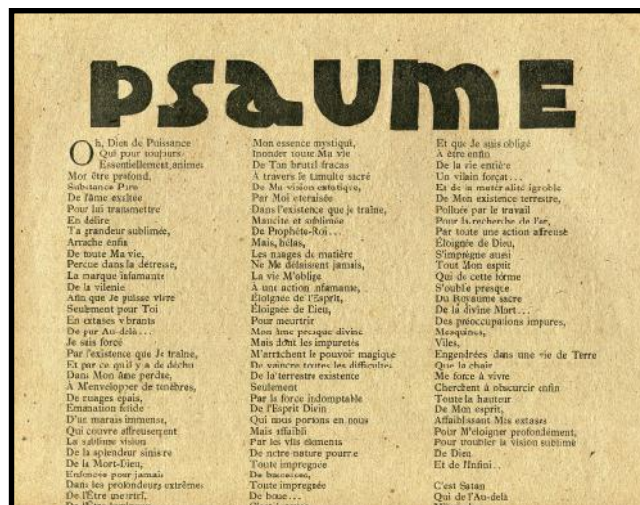 PSAUME
Oh, Dieu de Puissance
Qui pour toujours
Essentiellement animes
Mon être profond,
Substance Pure
De l'âme exaltée
Pour lui transmettre
En délire
Ta grandeur sublimée,
Arrache enfin
De toute Ma vie,
Perçue dans la détresse,
La marque infamante
De la vilenie
Afin que Je puisse vivre
Seulement pour Toi
En extases vibrants
De pur Au-delà...
Je suis forcé
Par l'existence que Je traîne,
Et par ce qu'il y a de déchu
Dans Mon âme perdue,
À M'envelopper de ténèbres,
De nuages épais,
Émanation fétide
D'un marais immense,
Qui couvre affreusement
La sublime vision
De la splendeur sinistre
De la Mort-Dieu,
Enfoncée pour jamais
Dans les profondeurs extrêmes
De l'Être meurtri,
De l'Être
Mon essence mystique,
Inonder toute Ma vie
De Ton brutal fracas
À travers le tumulte sacré
De Ma vision extatique,
Par Moi éternisée
Dans l'existence que je traîne,
Maudite et sublimée
De Prophète-Roi...
Mais, hélas,
Les nuages de matière
Ne Me délaissent jamais,
La vie M'oblige
À une action infamante,
Éloignée de l'Esprit,
Éloignée de Dieu,
Pour meurtrir
Mon âme presque divine
Mais dont les impuretés
M'arrachent le pouvoir magique
De vaincre toutes les difficultés
De la terrestre existence
Seulement
Par la force indomptable
De l'Esprit Divin
Qui nous portons en nous
Mais affaibli
Par les vils éléments
De notre nature pourrie
Toute imprégnée
De bassesses,
Toute imprégnée
De boue...
Et que Je suis obligé
À être enfin
De la vie entière
Un vilain forçat...
Et de la matérialité ignoble
De Mon existence terrestre,
Polluée par le travail
Pour la recherche de l'or,
Par toute une action affreuse
Éloignée de Dieu,
S'imprègne aussi
Tout Mon esprit
Qui de cette forme
S'oublie presque
Du Royaume sacré
De la divine Mort...
Des préoccupations impures,
Mesquines,
Viles,
Engendrées dans une vie de Terre
Que la chair
Me force à vivre
Cherchent à obscurcir enfin
Toute la hauteur
De Mon esprit,
Affaiblissant Mes extases
Pour M'éloigner profondément,
Pour troubler la vision sublime
De Dieu
Et de l'Infini...
C'est Satan
Qui de l'Au-delà